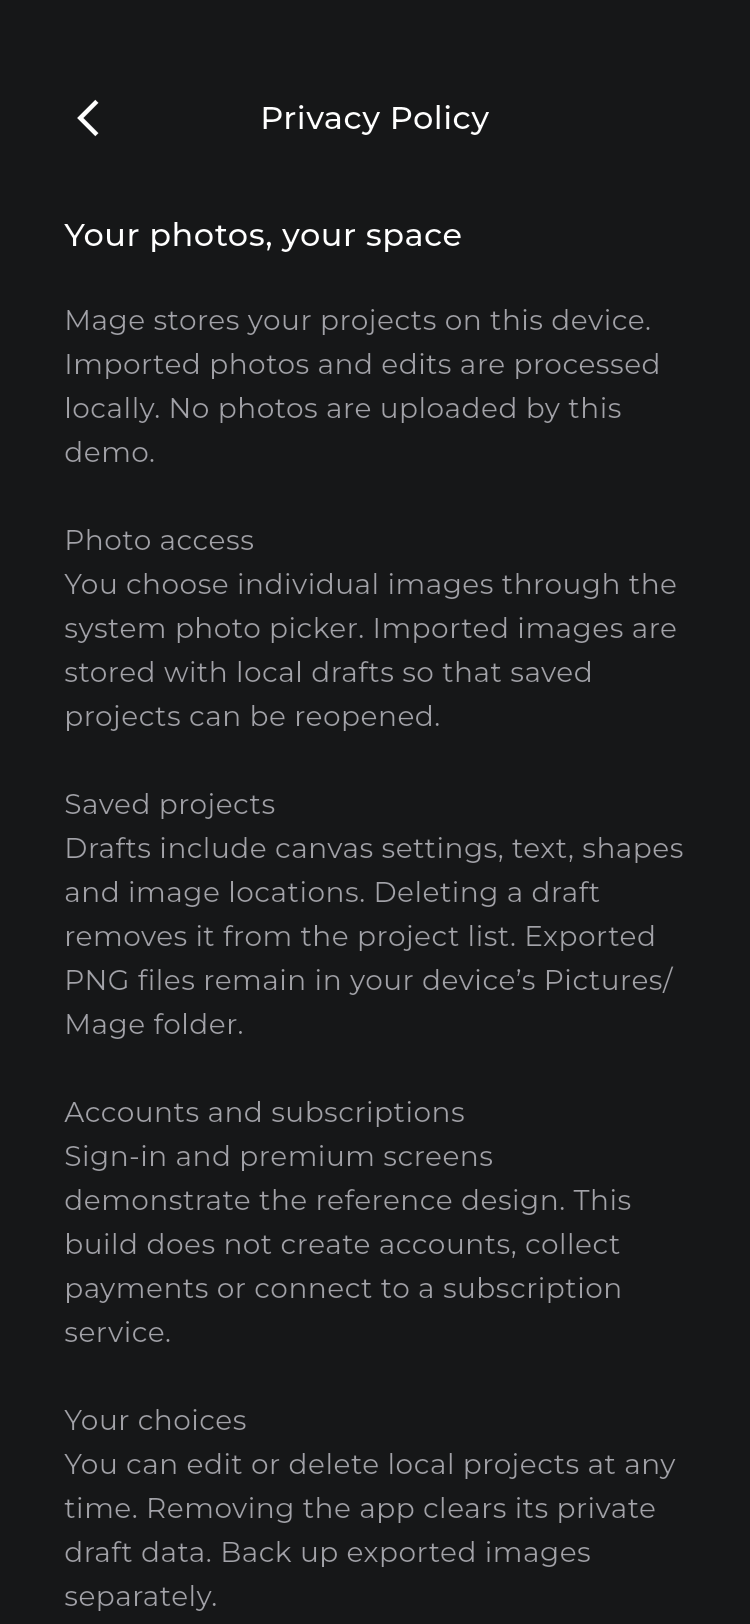 Privacy Policy
Your photos, your space
Mage stores your projects on this device.
Imported photos and edits are processed
locally. No photos are uploaded by this
demo.
Photo access
You choose individual images through the
system photo picker. Imported images are
stored with local drafts so that saved
projects can be reopened.
Saved projects
Drafts include canvas settings, text, shapes
and image locations. Deleting a draft
removes it from the project list. Exported
PNG files remain in your device’s Pictures/
Mage folder.
Accounts and subscriptions
Sign-in and premium screens
demonstrate the reference design. This
build does not create accounts, collect
payments or connect to a subscription
service.
Your choices
You can edit or delete local projects at any
time. Removing the app clears its private
draft data. Back up exported images
separately.